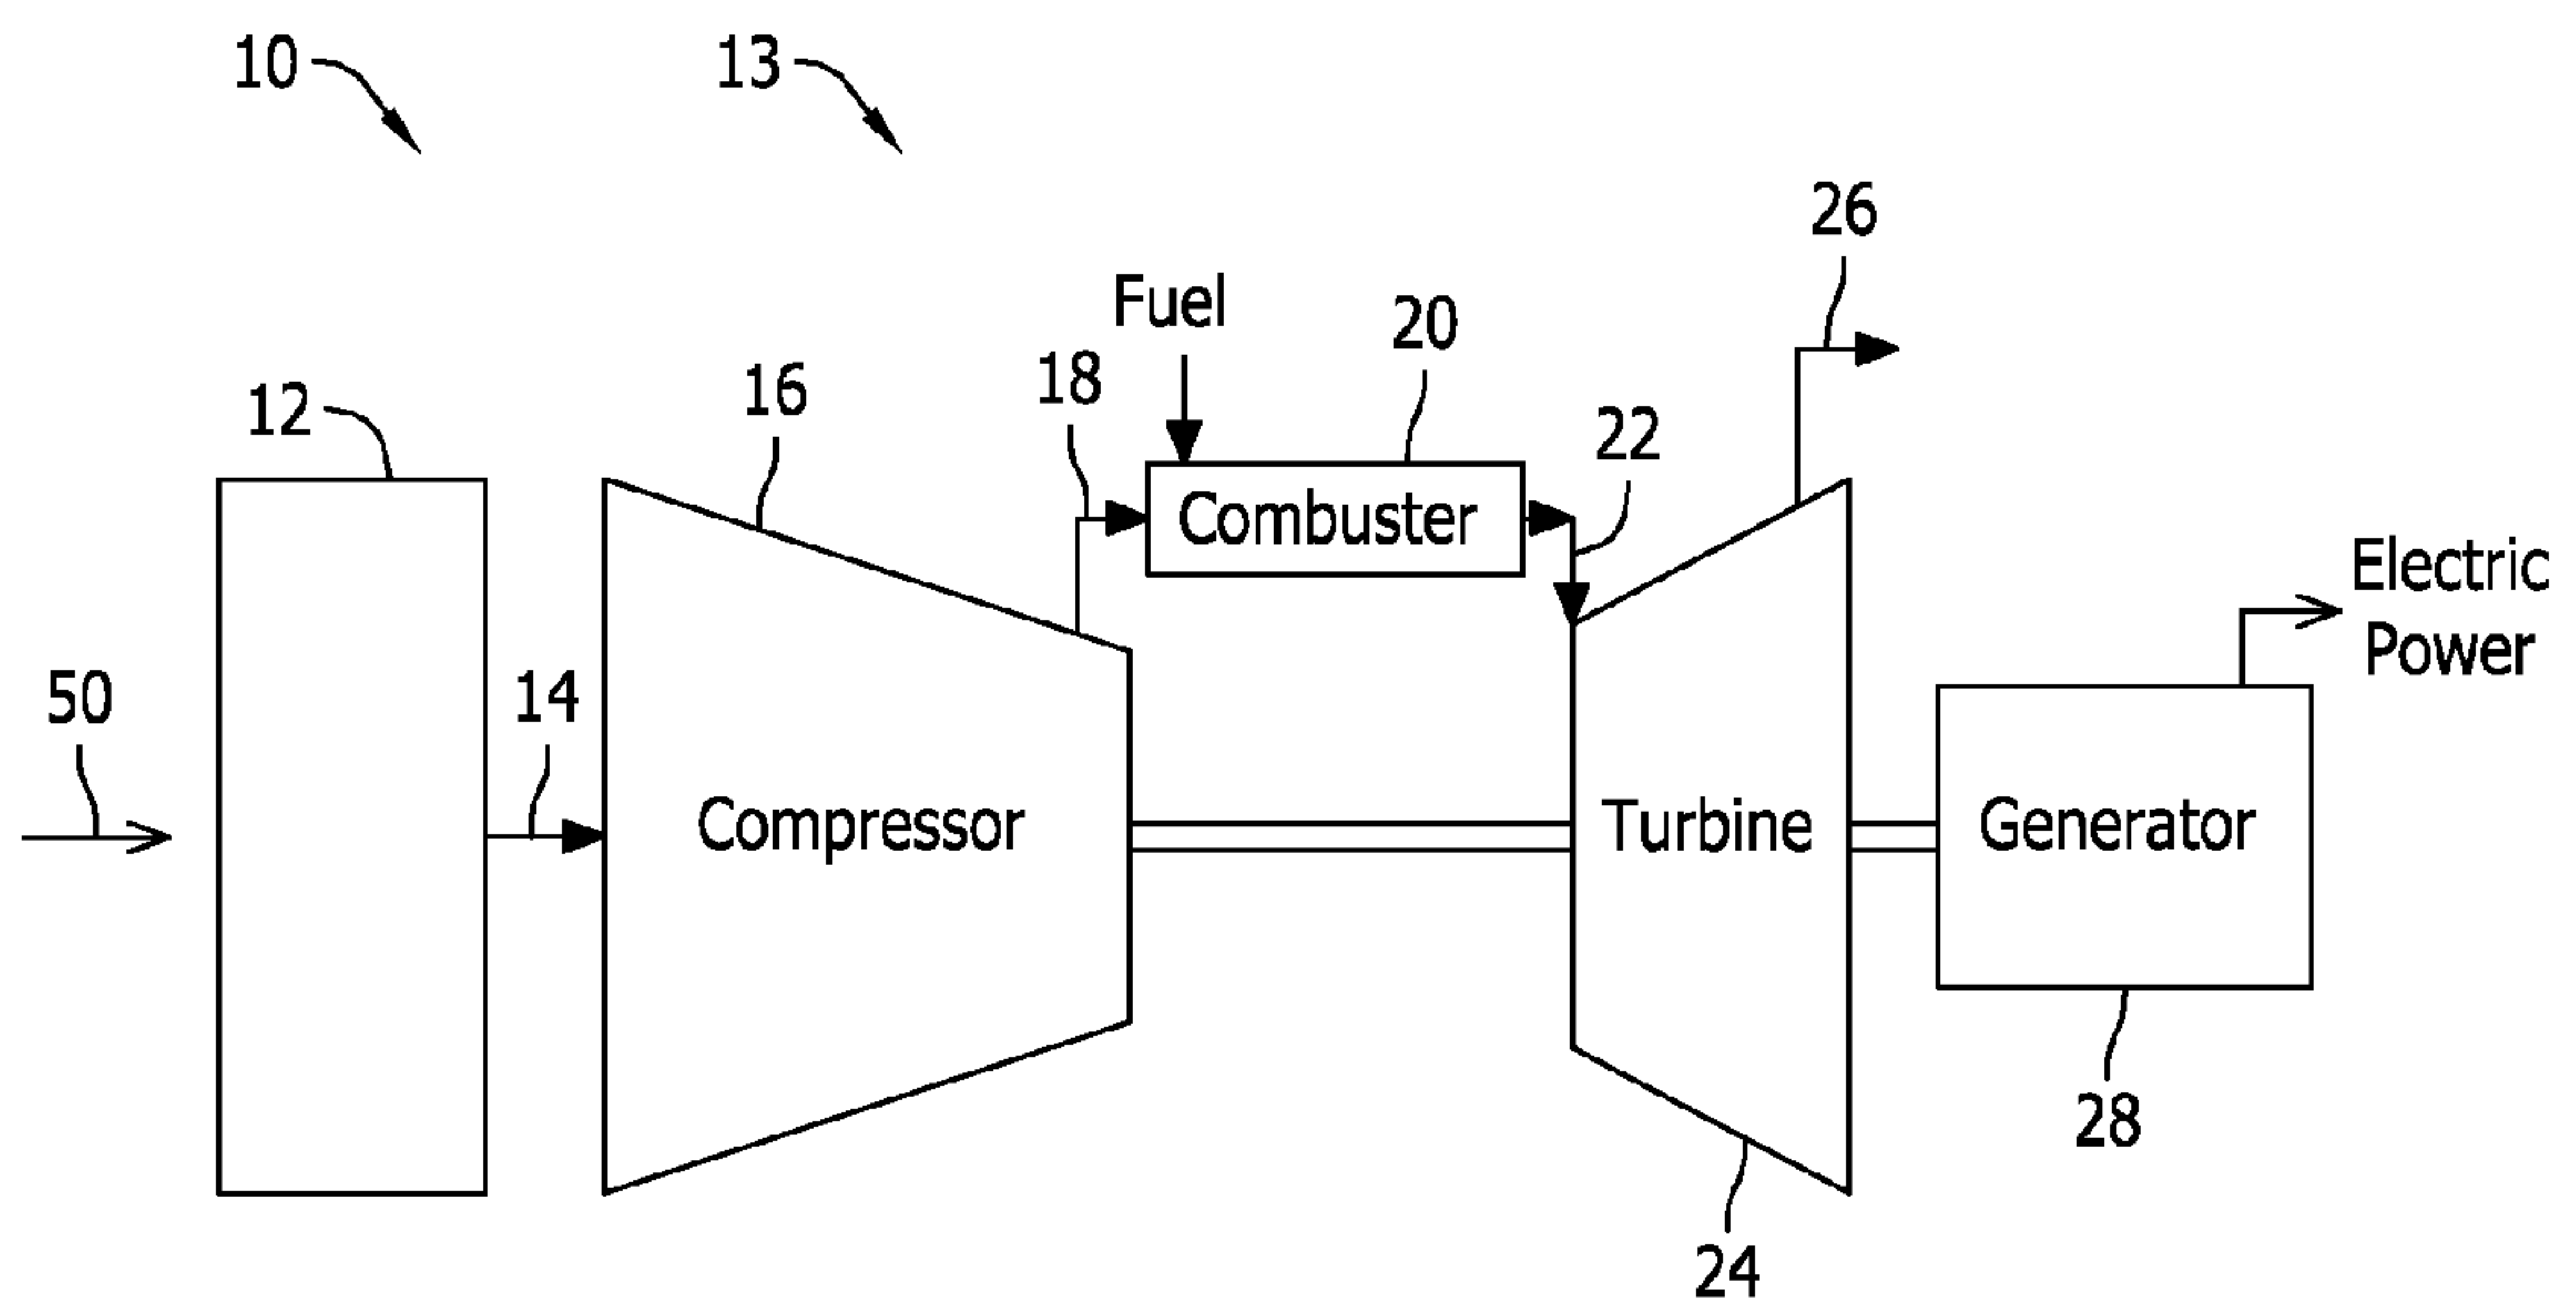 10
13
26
Fuel
20
18
16
12
22
Combuster
Electric
Power
50
14
Compressor
Turbine
Generator
28
24